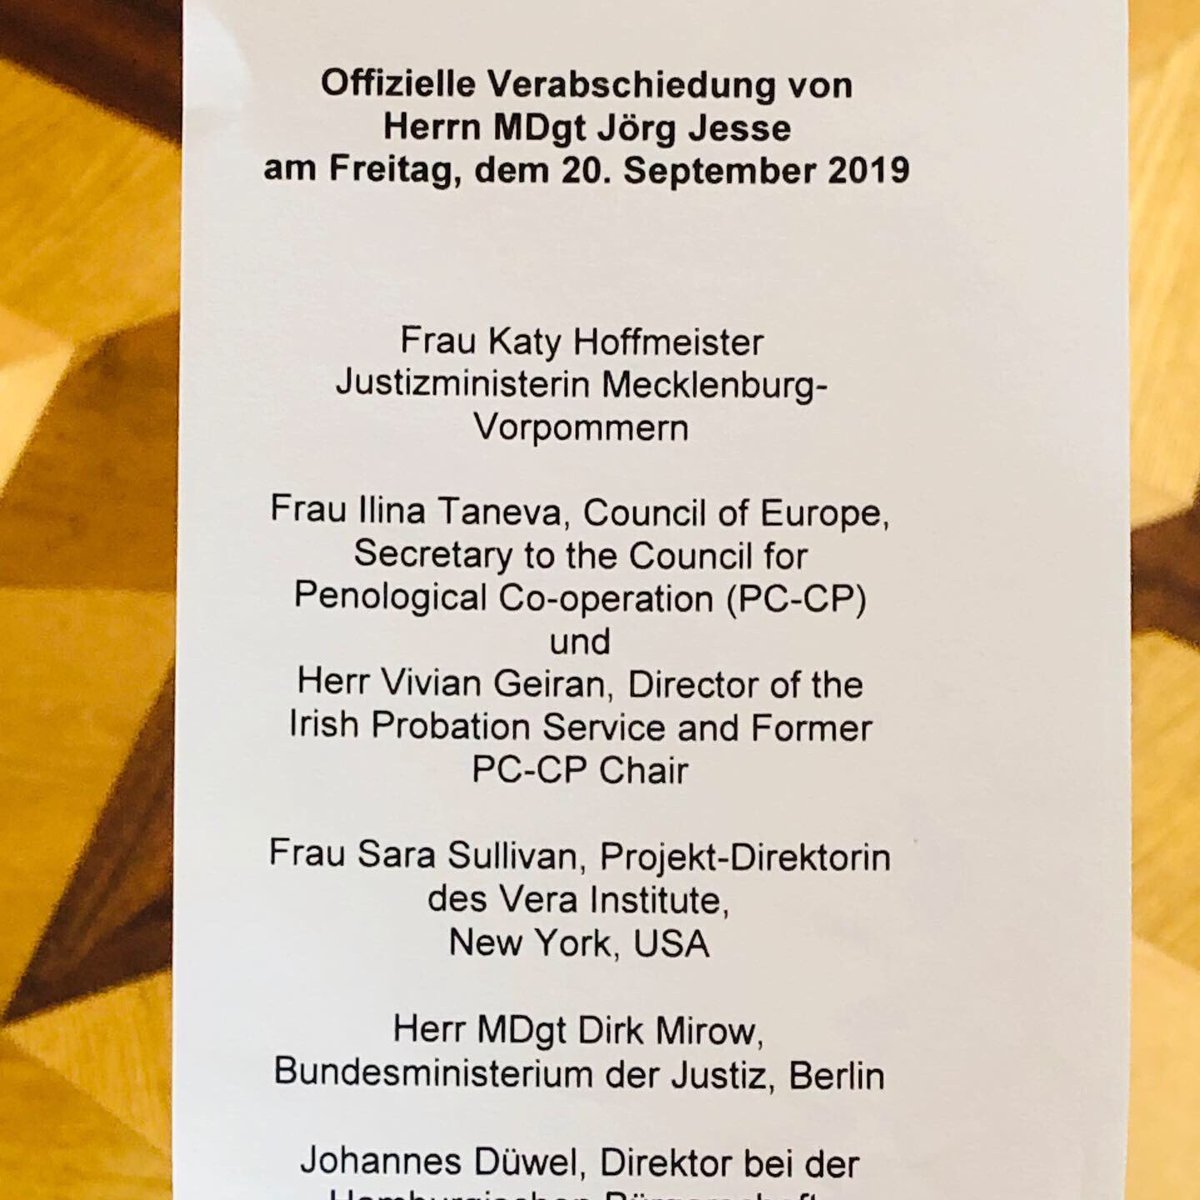 Offizielle Verabschiedung von
Herrn MDgt Jörg Jesse
am Freitag, dem 20. September 2019
Frau Katy Hoffmeister
Justizministerin Mecklenburg-
Vorpommern
Frau Ilina Taneva, Council of Europe,
Secretary to the Council for
Penological Co-operation (PC-CP)
und
Herr Vivian Geiran, Director of the
Irish Probation Service and Former
PC-CP Chair
Frau Sara Sullivan, Projekt-Direktorin
des Vera Institute,
New York, USA
Herr MDgt Dirk Mirow,
Bundesministerium der Justiz, Berlin
Johannes Düwel, Direktor bei der
Hamburgischen Bürgerschaft